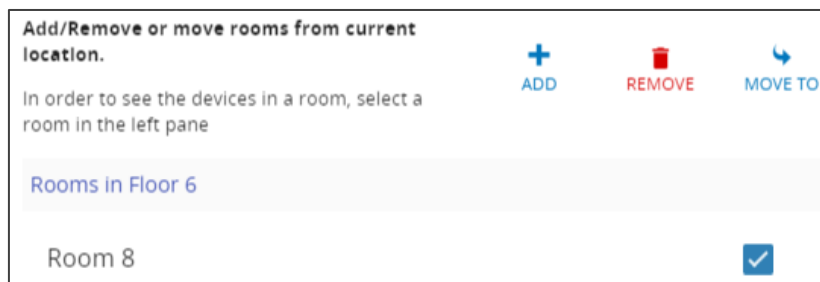 Add/Remove or move rooms from current
location.
ADD
REMOVE
MOVE TO
In order to see the devices in a room, select a
room in the left pane
Rooms in Floor 6
Room 8